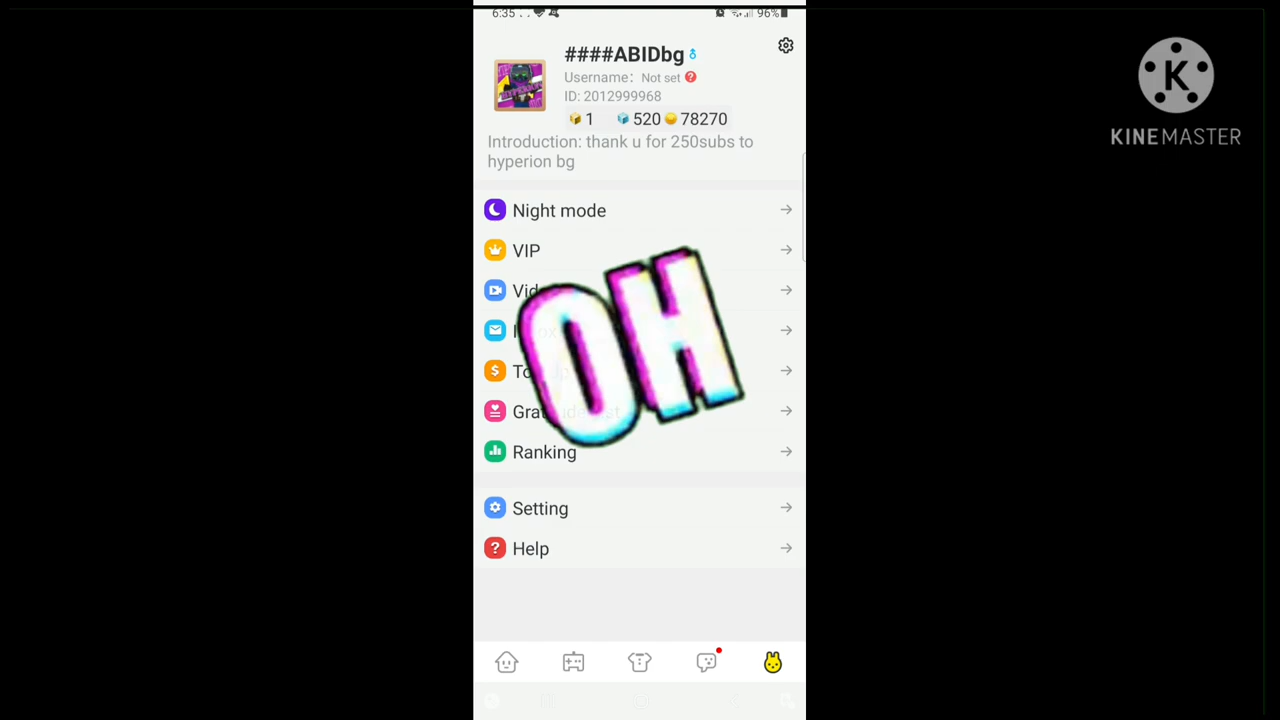 6:35
96%
####ABIDbg
Username: Not set
ID: 2012999968
1 520 78270
Introduction: thank u for 250subs to
hyperion bg
Night mode
VIP
OH
Ranking
Setting
Help
K
KINEMASTER